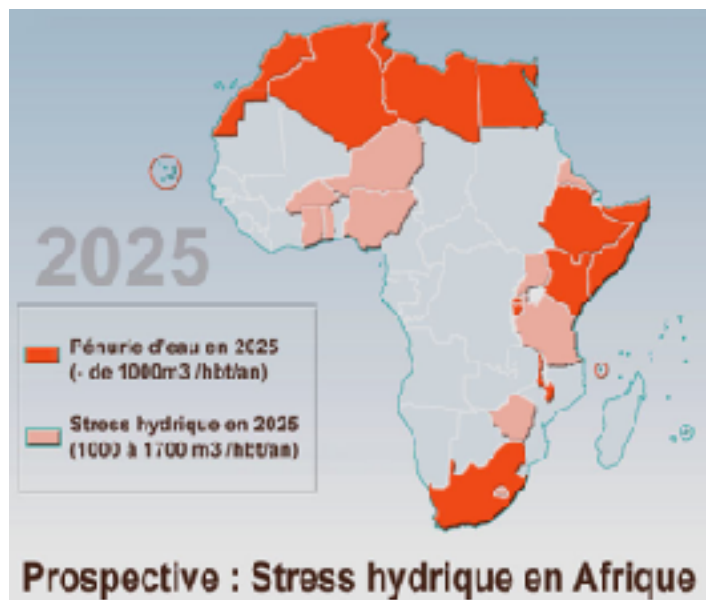 2025
Pénurie d'eau en 2025
(- de 1000m3 /hbt/an)
Stress hydrique en 2025
(1000 à 1700 m3 /hbt/an)
Prospective : Stress hydrique en Afrique